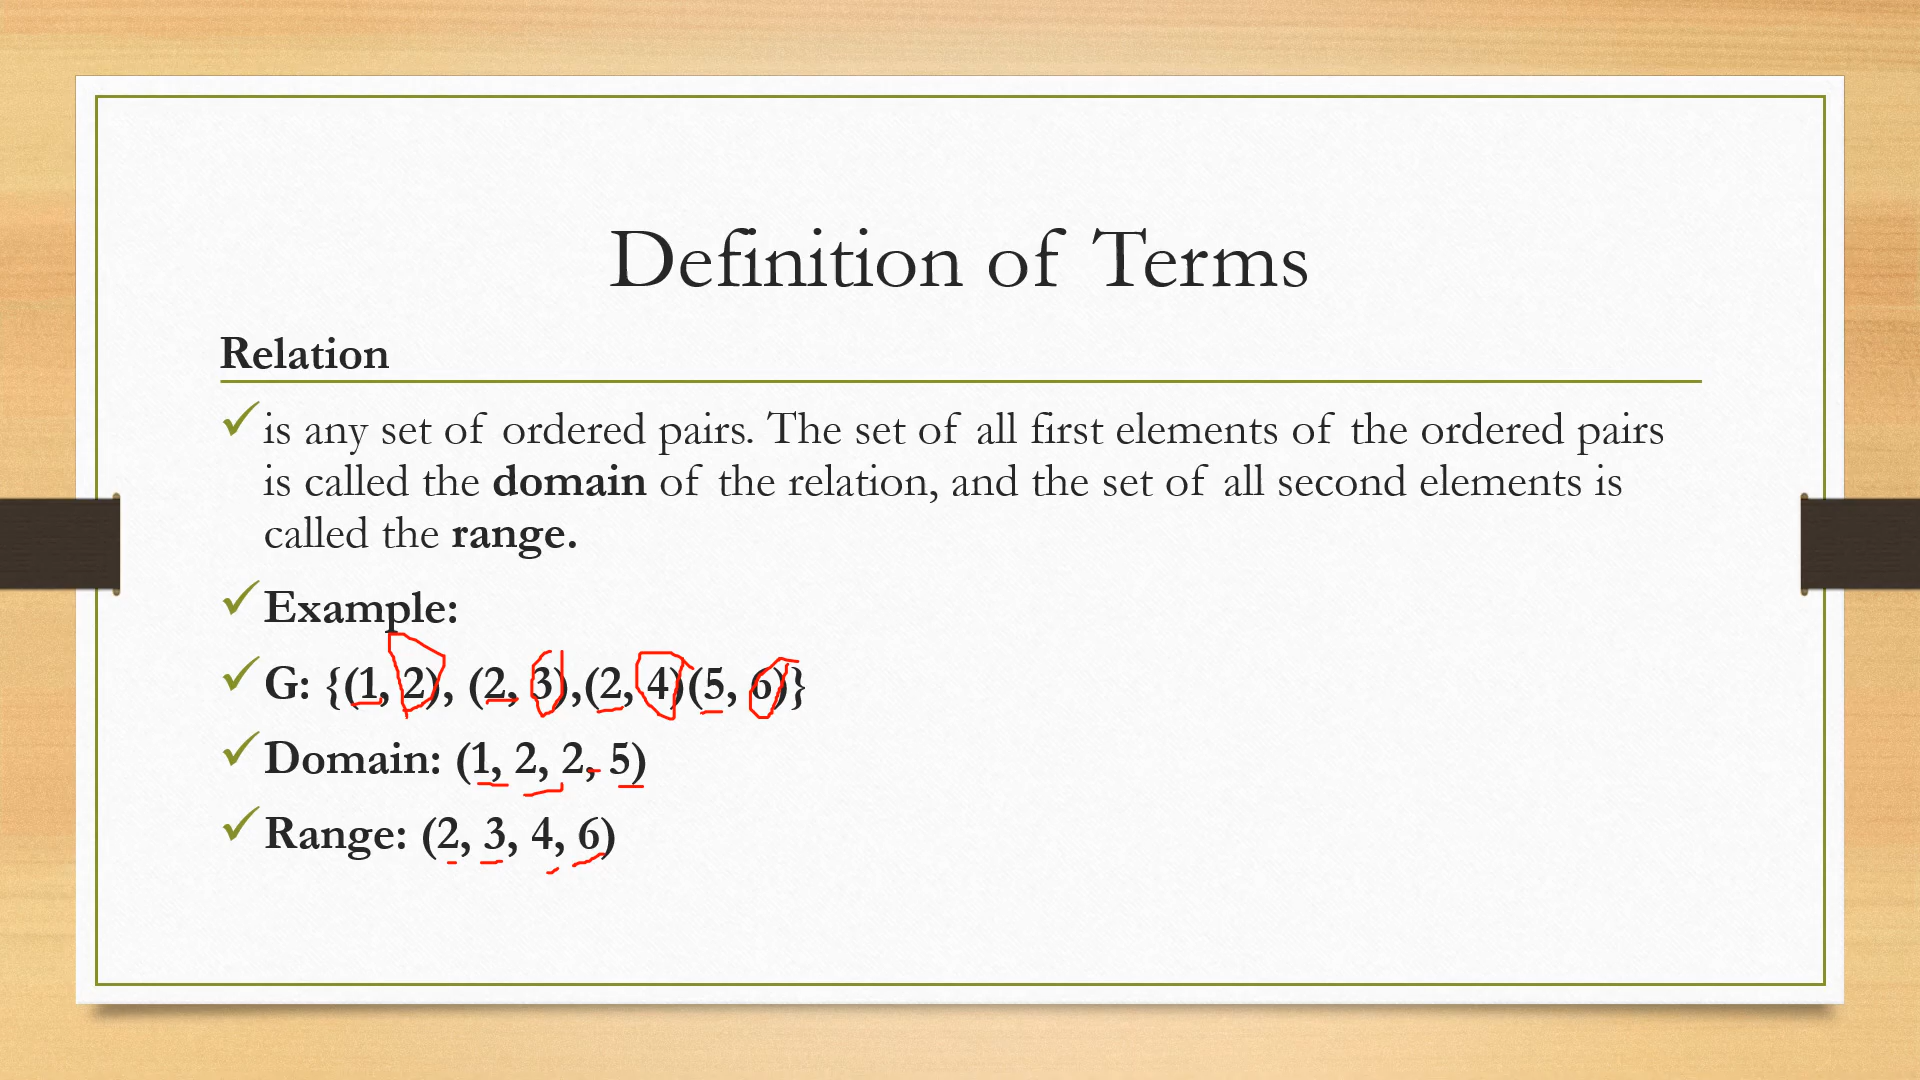 Definition of Terms
Relation
is any set of ordered pairs. The set of all first elements of the ordered pairs
is called the domain of the relation, and the set of all second elements is
called the range.
Example:
G: {(1, 2), (2, 3),(2, 4)(5, 6)}
Domain: (1, 2, 2, 5)
Range: (2, 3, 4, 6)